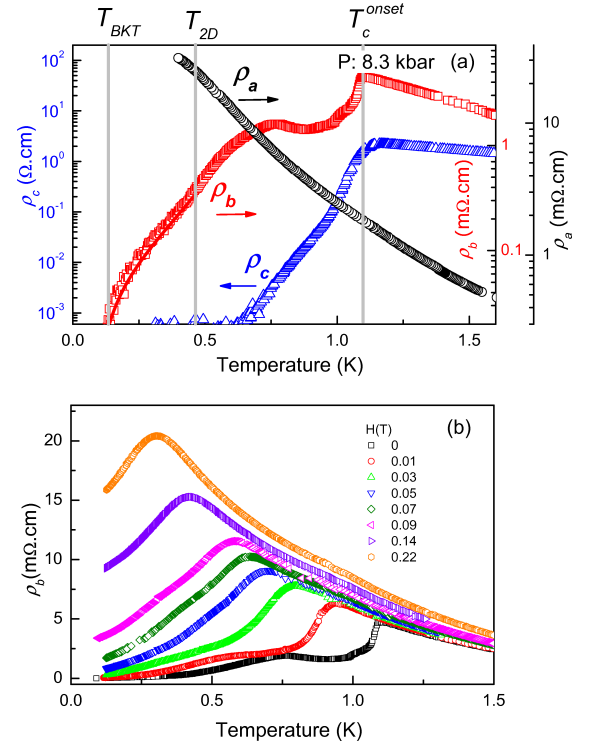 T_BKT T_2D T_c^onset
P: 8.3 kbar (a)
ρ_a
ρ_b
ρ_c
10^2
10^1
10^0
10^-1
10^-2
10^-3
ρ_c (Ω.cm)
1
0.1
ρ_b (mΩ.cm)
10
1
ρ_a (mΩ.cm)
0.0 0.5 1.0 1.5
Temperature (K)
(b)
H(T)
0
0.01
0.03
0.05
0.07
0.09
0.14
0.22
20
15
10
5
0
ρ_b(mΩ.cm)
0.0 0.5 1.0 1.5
Temperature (K)